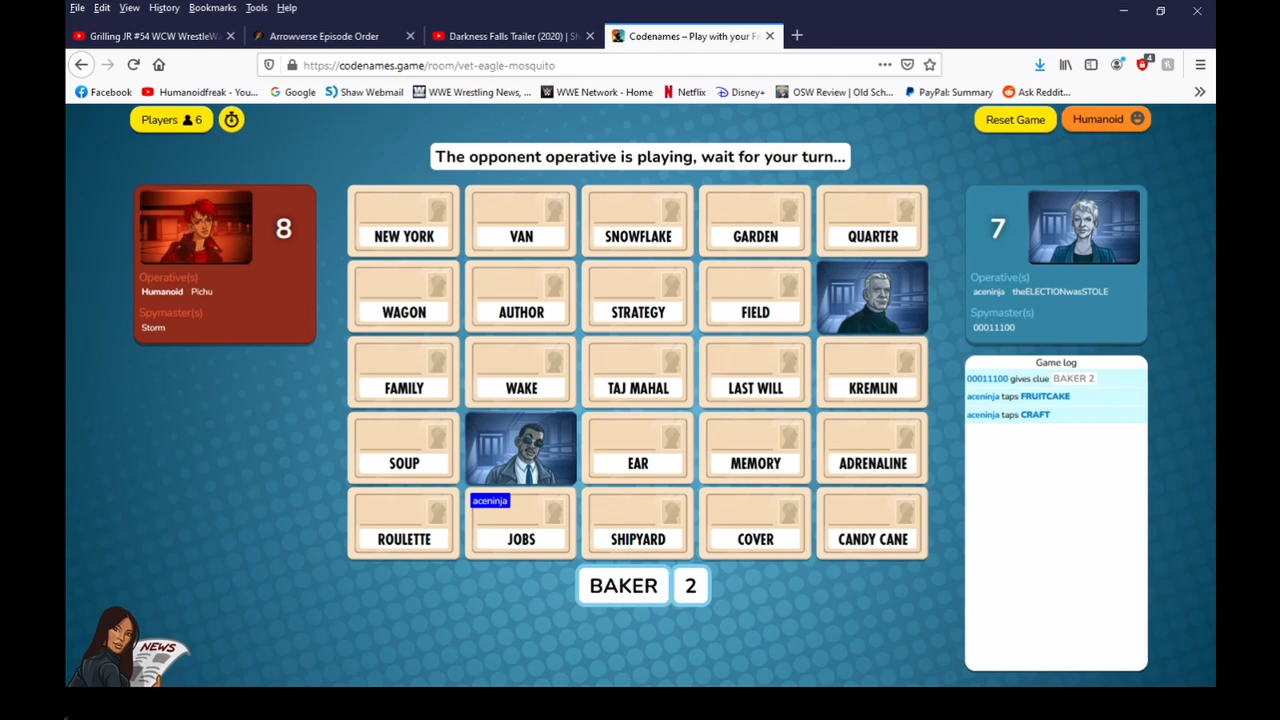 File Edit View History Bookmarks Tools Help
Grilling JR #54 WCW WrestleWa Arrowverse Episode Order Darkness Falls Trailer (2020) | Sh Codenames – Play with your Fr
https://codenames.game/room/vet-eagle-mosquito
4
Facebook Humanoidfreak - You... Google Shaw Webmail WWE Wrestling News, ... WWE Network - Home Netflix Disney+ OSW Review | Old Sch... PayPal: Summary Ask Reddit...
Players 6
Reset Game
Humanoid
The opponent operative is playing, wait for your turn...
8
Operative(s)
Humanoid Pichu
Spymaster(s)
Storm
NEW YORK VAN SNOWFLAKE GARDEN QUARTER
WAGON AUTHOR STRATEGY FIELD
FAMILY WAKE TAJ MAHAL LAST WILL KREMLIN
SOUP EAR MEMORY ADRENALINE
aceninja
ROULETTE JOBS SHIPYARD COVER CANDY CANE
BAKER 2
7
Operative(s)
aceninja theELECTIONwasSTOLE
Spymaster(s)
00011100
Game log
00011100 gives clue BAKER 2
aceninja taps FRUITCAKE
aceninja taps CRAFT
NEWS